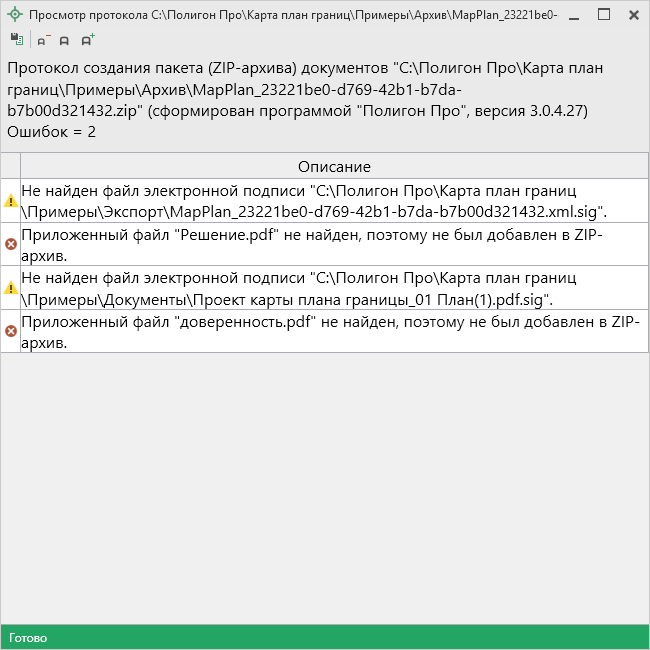 Просмотр протокола C:\Полигон Про\Карта план границ\Примеры\Архив\MapPlan_23221be0-
Протокол создания пакета (ZIP-архива) документов "C:\Полигон Про\Карта план
границ\Примеры\Архив\MapPlan_23221be0-d769-42b1-b7da-
b7b00d321432.zip" (сформирован программой "Полигон Про", версия 3.0.4.27)
Ошибок = 2
Описание
Не найден файл электронной подписи "C:\Полигон Про\Карта план границ
\Примеры\Экспорт\MapPlan_23221be0-d769-42b1-b7da-b7b00d321432.xml.sig".
Приложенный файл "Решение.pdf" не найден, поэтому не был добавлен в ZIP-
архив.
Не найден файл электронной подписи "C:\Полигон Про\Карта план границ
\Примеры\Документы\Проект карты плана границы_01 План(1).pdf.sig".
Приложенный файл "доверенность.pdf" не найден, поэтому не был добавлен в ZIP-
архив.
Готово